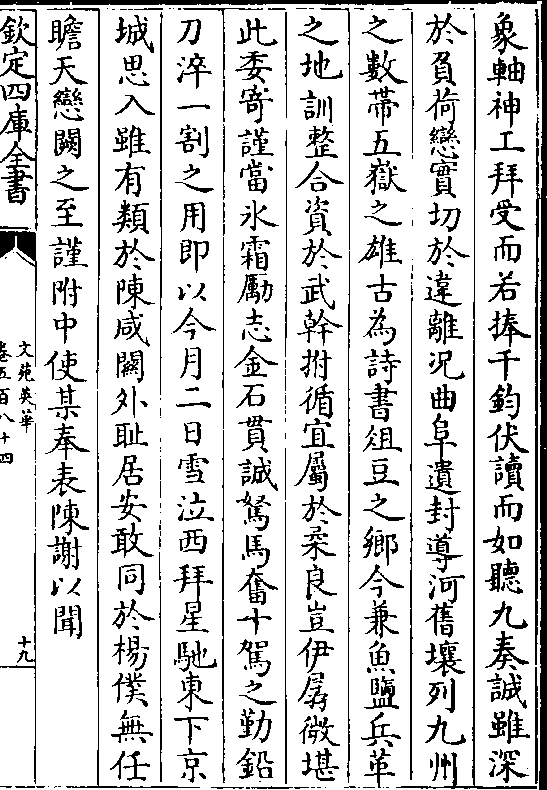 象軸神工拜受而若捧千鈞伏讀而如聽九奏誠雖深
於負荷戀實切於違離況曲阜遺封導河舊壤列九州
之數帶五嶽之雄古為詩書俎豆之鄉今兼魚鹽兵革
之地訓整合資於武幹拊循宜屬於柔良豈伊孱微堪
此委寄謹當氷霜勵志金石貫誠駑馬奮十駕之勤鉛
刀淬一割之用即以今月二日雪泣西拜星馳東下京
城思入雖有類於陳咸關外耻居安敢同於楊僕無任
瞻天戀闕之至謹附中使某奉表陳謝以聞
欽定四庫全書
文苑英華
卷五百八十四
十九